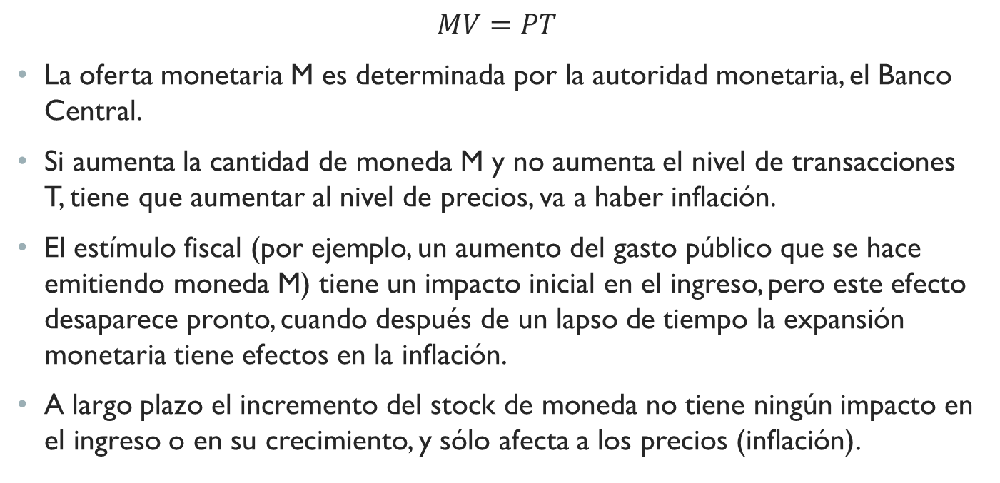 MV = PT
• La oferta monetaria M es determinada por la autoridad monetaria, el Banco
Central.
• Si aumenta la cantidad de moneda M y no aumenta el nivel de transacciones
T, tiene que aumentar al nivel de precios, va a haber inflación.
• El estímulo fiscal (por ejemplo, un aumento del gasto público que se hace
emitiendo moneda M) tiene un impacto inicial en el ingreso, pero este efecto
desaparece pronto, cuando después de un lapso de tiempo la expansión
monetaria tiene efectos en la inflación.
• A largo plazo el incremento del stock de moneda no tiene ningún impacto en
el ingreso o en su crecimiento, y sólo afecta a los precios (inflación).